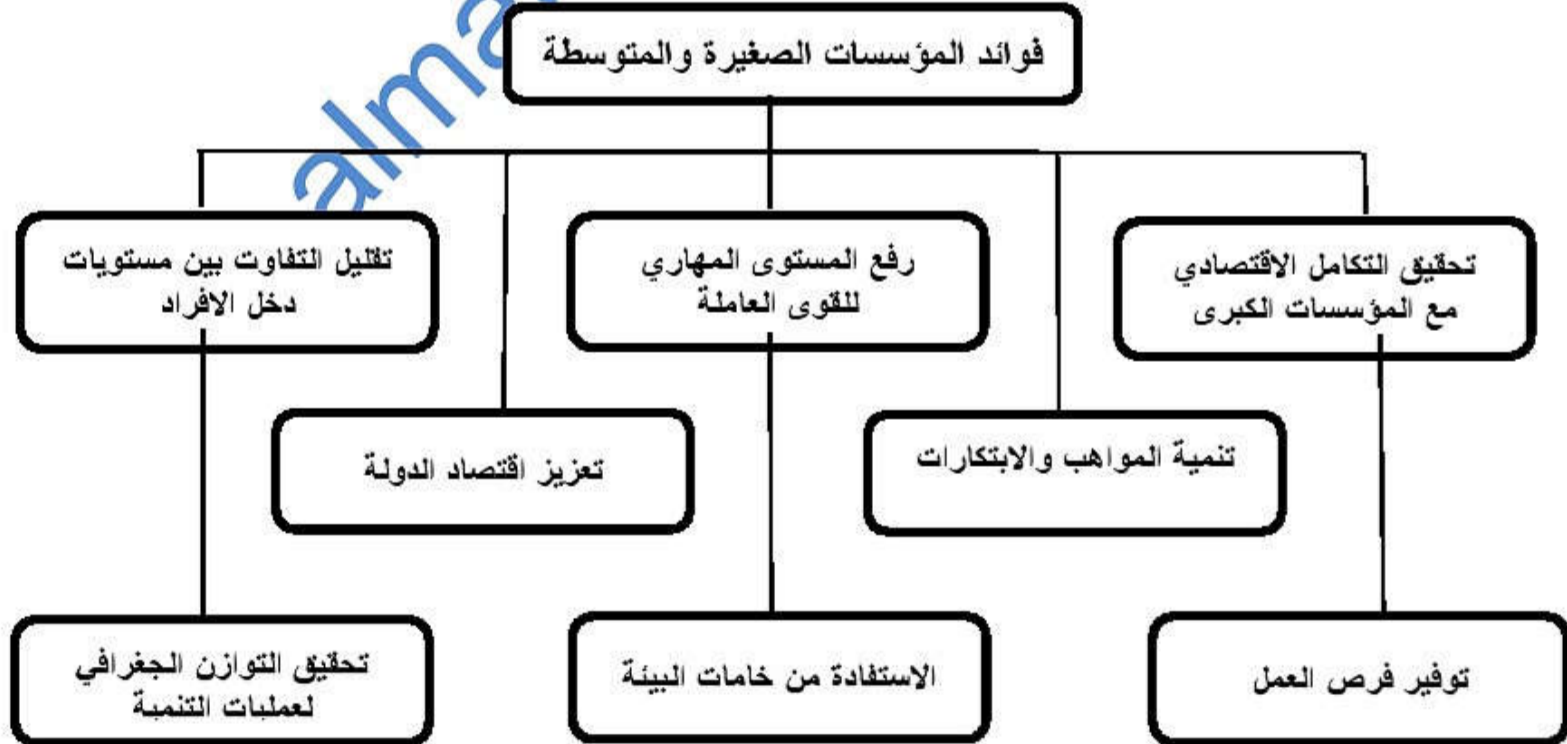 فوائد المؤسسات الصغيرة والمتوسطة
تحقيق التكامل الاقتصادي
مع المؤسسات الكبرى
رفع المستوى المهاري
للقوى العاملة
تقليل التفاوت بين مستويات
دخل الافراد
تنمية المواهب والابتكارات
تعزيز اقتصاد الدولة
توفير فرص العمل
الاستفادة من خامات البيئة
تحقيق التوازن الجغرافي
لعمليات التنمية